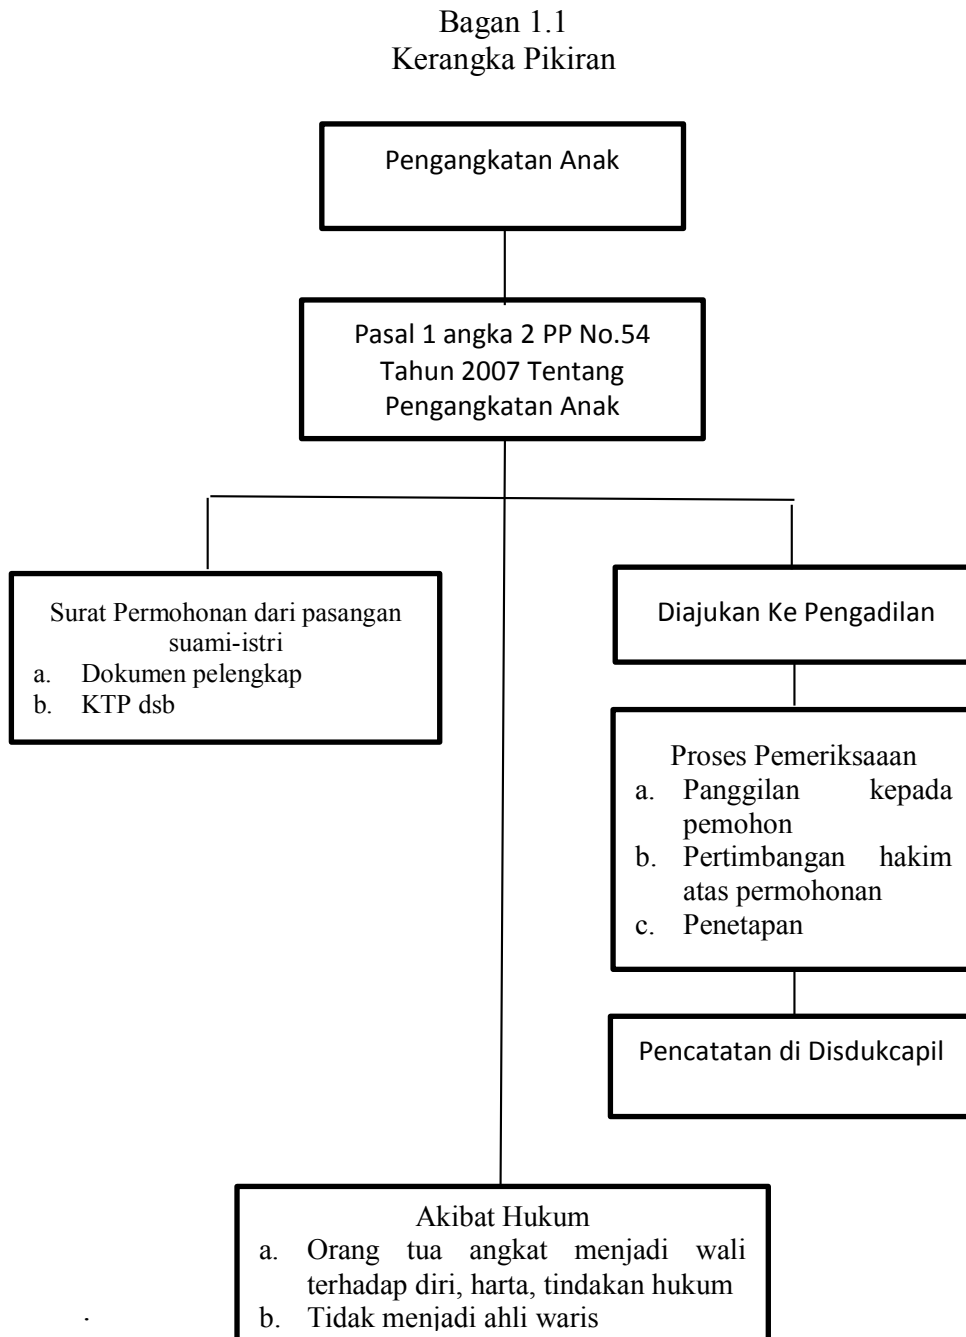 Bagan 1.1
Kerangka Pikiran
Pengangkatan Anak
Pasal 1 angka 2 PP No.54
Tahun 2007 Tentang
Pengangkatan Anak
Surat Permohonan dari pasangan
suami-istri
a. Dokumen pelengkap
b. KTP dsb
Diajukan Ke Pengadilan
Proses Pemeriksaaan
a. Panggilan kepada
pemohon
b. Pertimbangan hakim
atas permohonan
c. Penetapan
Pencatatan di Disdukcapil
Akibat Hukum
a. Orang tua angkat menjadi wali
terhadap diri, harta, tindakan hukum
b. Tidak menjadi ahli waris
.